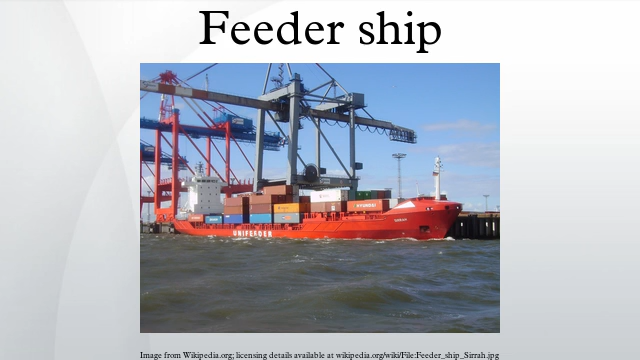 Feeder ship
UNIFEEDER
HYUNDAI
Image from Wikipedia.org; licensing details available at wikipedia.org/wiki/File:Feeder_ship_Sirrah.jpg